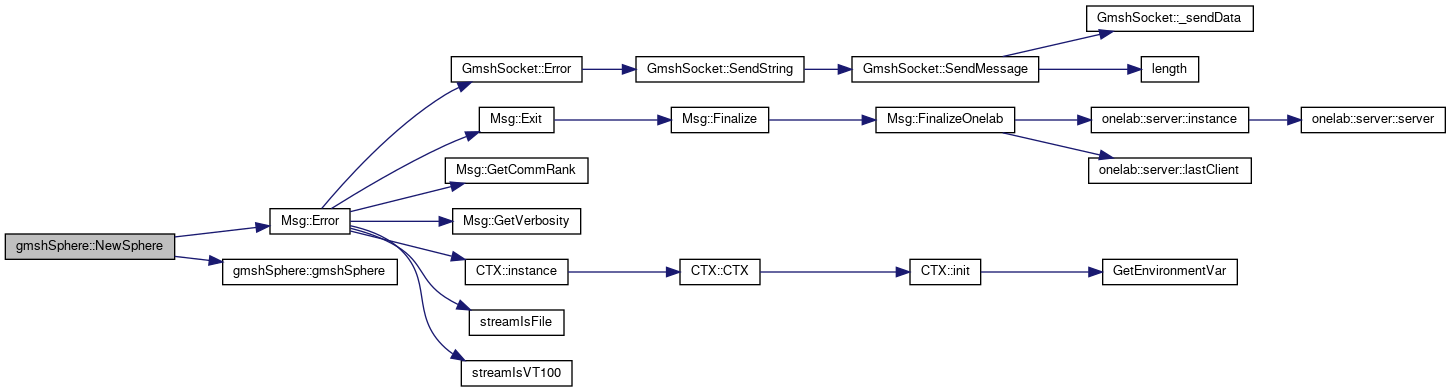 GmshSocket::_sendData
GmshSocket::Error
GmshSocket::SendString
GmshSocket::SendMessage
length
Msg::Exit
Msg::Finalize
Msg::FinalizeOnelab
onelab::server::instance
onelab::server::server
Msg::GetCommRank
onelab::server::lastClient
Msg::Error
Msg::GetVerbosity
gmshSphere::NewSphere
gmshSphere::gmshSphere
CTX::instance
CTX::CTX
CTX::init
GetEnvironmentVar
streamIsFile
streamIsVT100